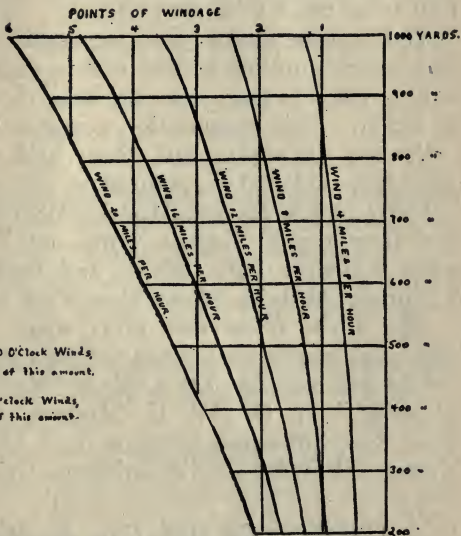 POINTS OF WINDAGE
6 5 4 3 2 1 1000 YARDS.
900 "
800 "
WIND 20 MILES PER HOUR
WIND 16 MILES PER HOUR
WIND 12 MILES PER HOUR
WIND 8 MILES PER HOUR
WIND 4 MILES PER HOUR
700 "
600 "
500 "
O'Clock Winds,
of this amount.
400 "
o'clock Winds,
of this amount.
300 "
200 "